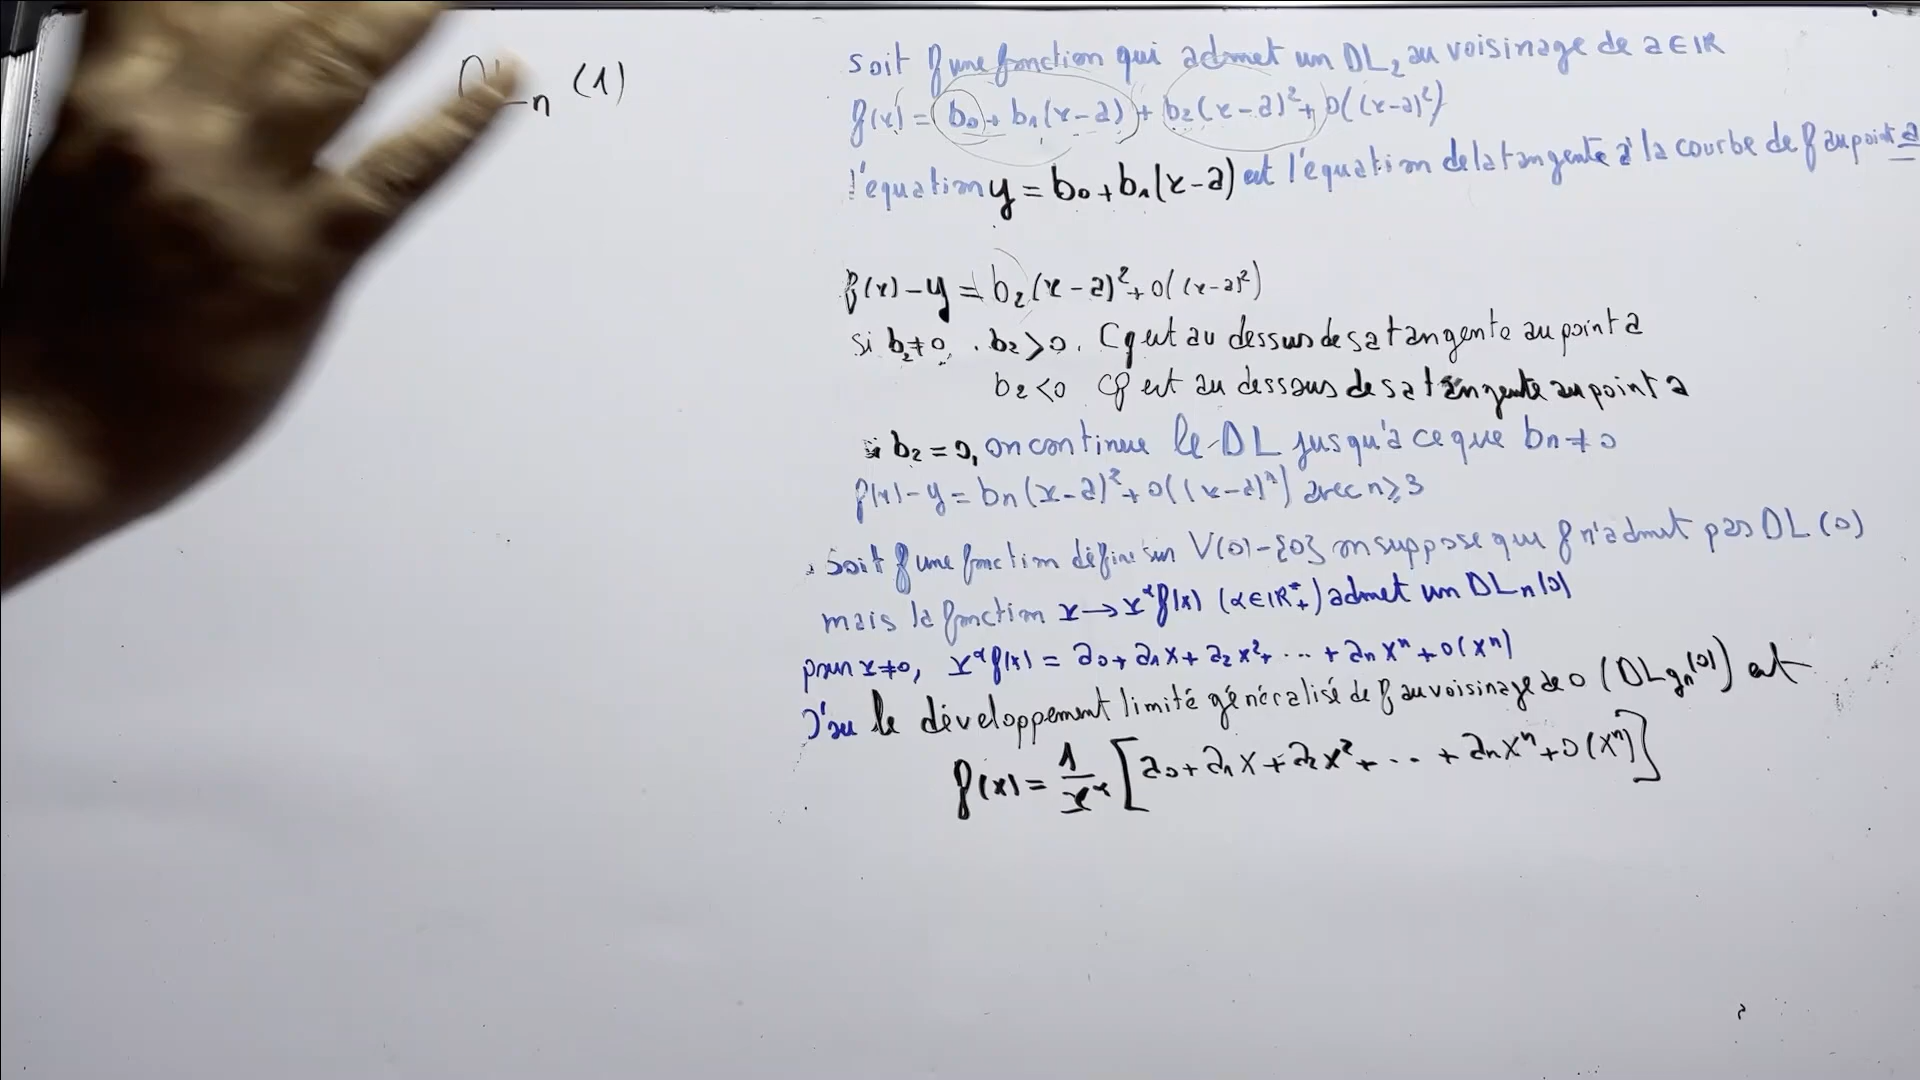 n (1)
soit f une fonction qui admet un DL₂ au voisinage de a∈IR
f(x) = b₀ + b₁(x-a) + b₂(x-a)² + o((x-a)²)
l'equation y = b₀ + b₁(x-a) est l'équation de la tangente à la courbe de f au point a
f(x) - y = b₂(x-a)² + o((x-a)²)
si b₂≠0. b₂>0. Cf est au dessus de sa tangente au point a
b₂<0 Cf est au dessous de sa tangente au point a
si b₂ = 0, on continue le DL jusqu'à ce que bn ≠ 0
f(x) - y = bn(x-a)² + o((x-a)ⁿ) avec n≥3
. Soit f une fonction définie sur V(0)-{0} on suppose que f n'admet pas DL(0)
mais la fonction x→x^α f(x) (α∈IR*₊) admet un DLn(0)
pour x≠0, x^α f(x) = a₀ + a₁x + a₂x² + ... + anxⁿ + o(xⁿ)
D'où le développement limité généralisé de f au voisinage de 0 (DLgn(0)) est
f(x) = 1/x^α [a₀ + a₁x + a₂x² + ... + anxⁿ + o(xⁿ)]